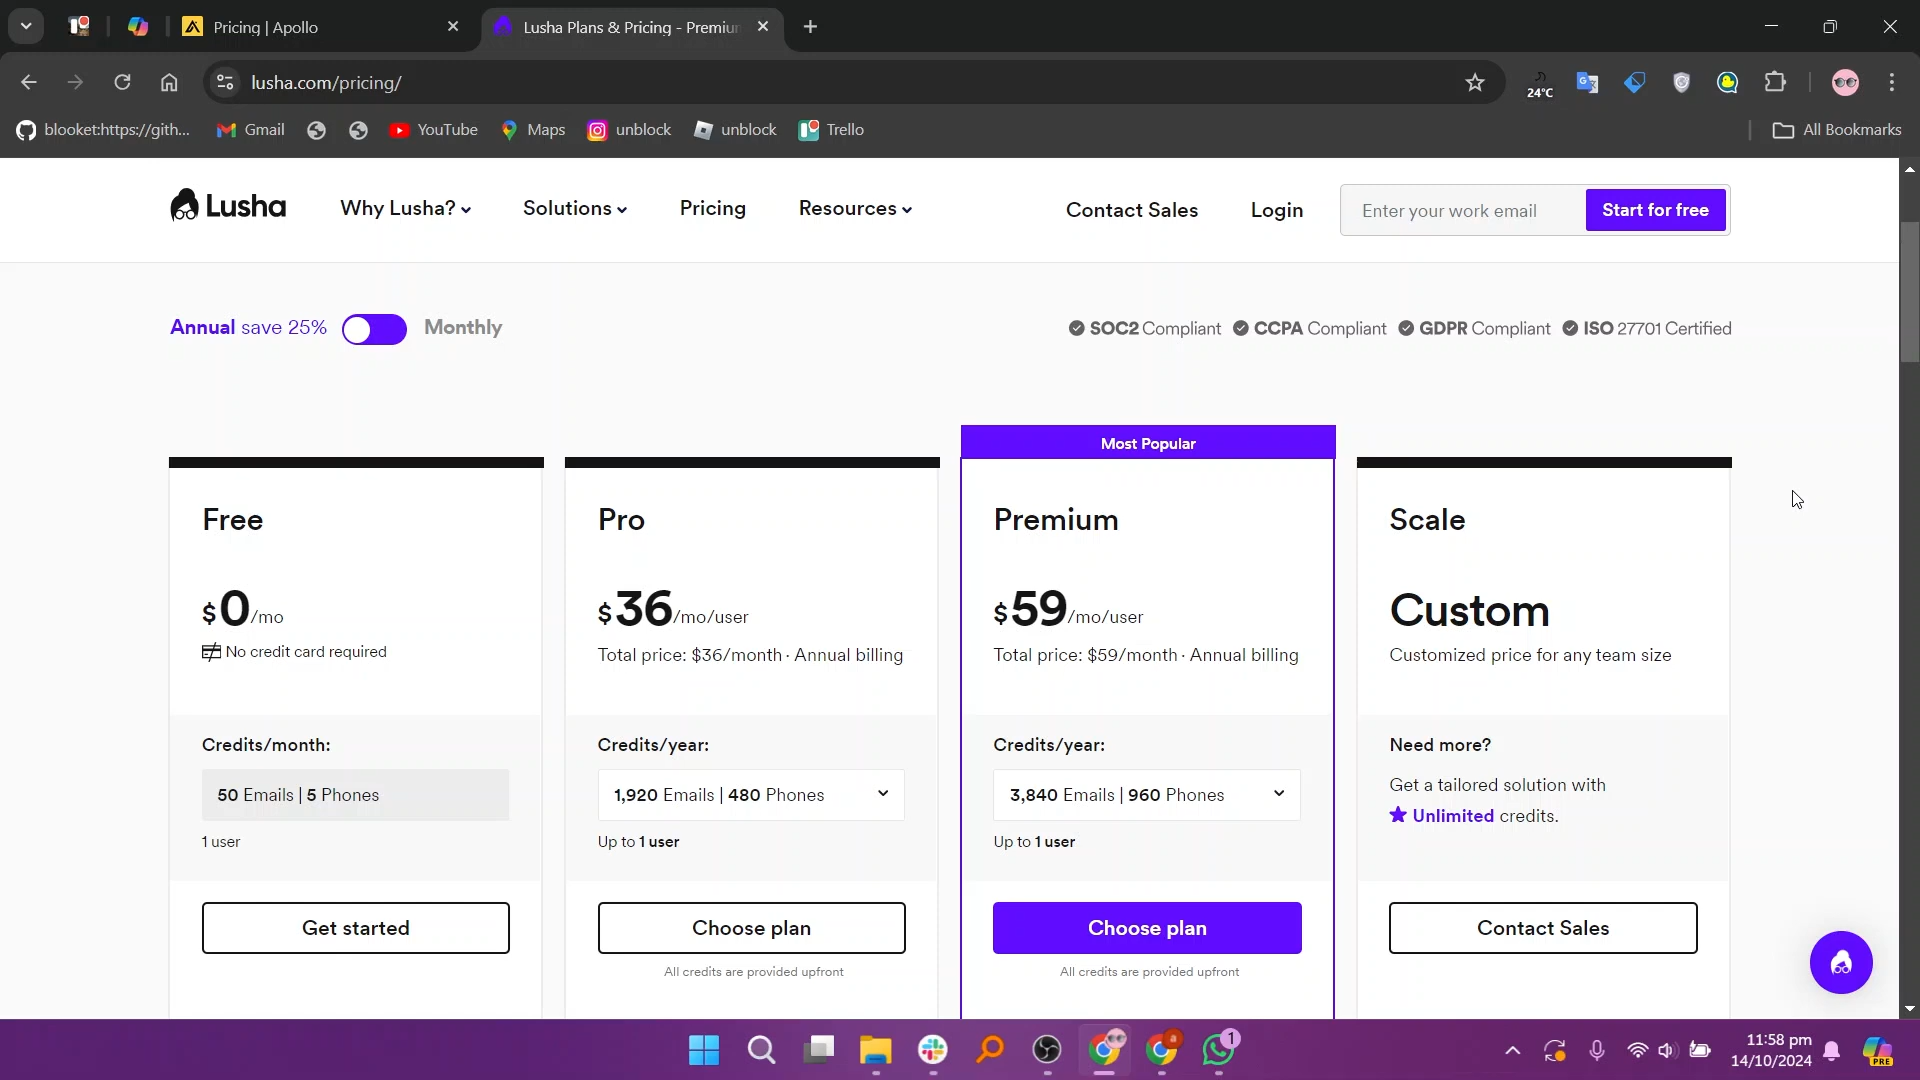 Pricing | Apollo
Lusha Plans & Pricing - Premium
lusha.com/pricing/
24°C
blooket:https://gith...
Gmail
YouTube
Maps
unblock
unblock
Trello
All Bookmarks
Lusha
Why Lusha?
Solutions
Pricing
Resources
Contact Sales
Login
Enter your work email
Start for free
Annual save 25%
Monthly
SOC2 Compliant
CCPA Compliant
GDPR Compliant
ISO 27701 Certified
Most Popular
Free
$0/mo
No credit card required
Credits/month:
50 Emails | 5 Phones
1 user
Get started
Pro
$36/mo/user
Total price: $36/month · Annual billing
Credits/year:
1,920 Emails | 480 Phones
Up to 1 user
Choose plan
All credits are provided upfront
Premium
$59/mo/user
Total price: $59/month · Annual billing
Credits/year:
3,840 Emails | 960 Phones
Up to 1 user
Choose plan
All credits are provided upfront
Scale
Custom
Customized price for any team size
Need more?
Get a tailored solution with
Unlimited credits.
Contact Sales
1
11:58 pm
14/10/2024
PRE